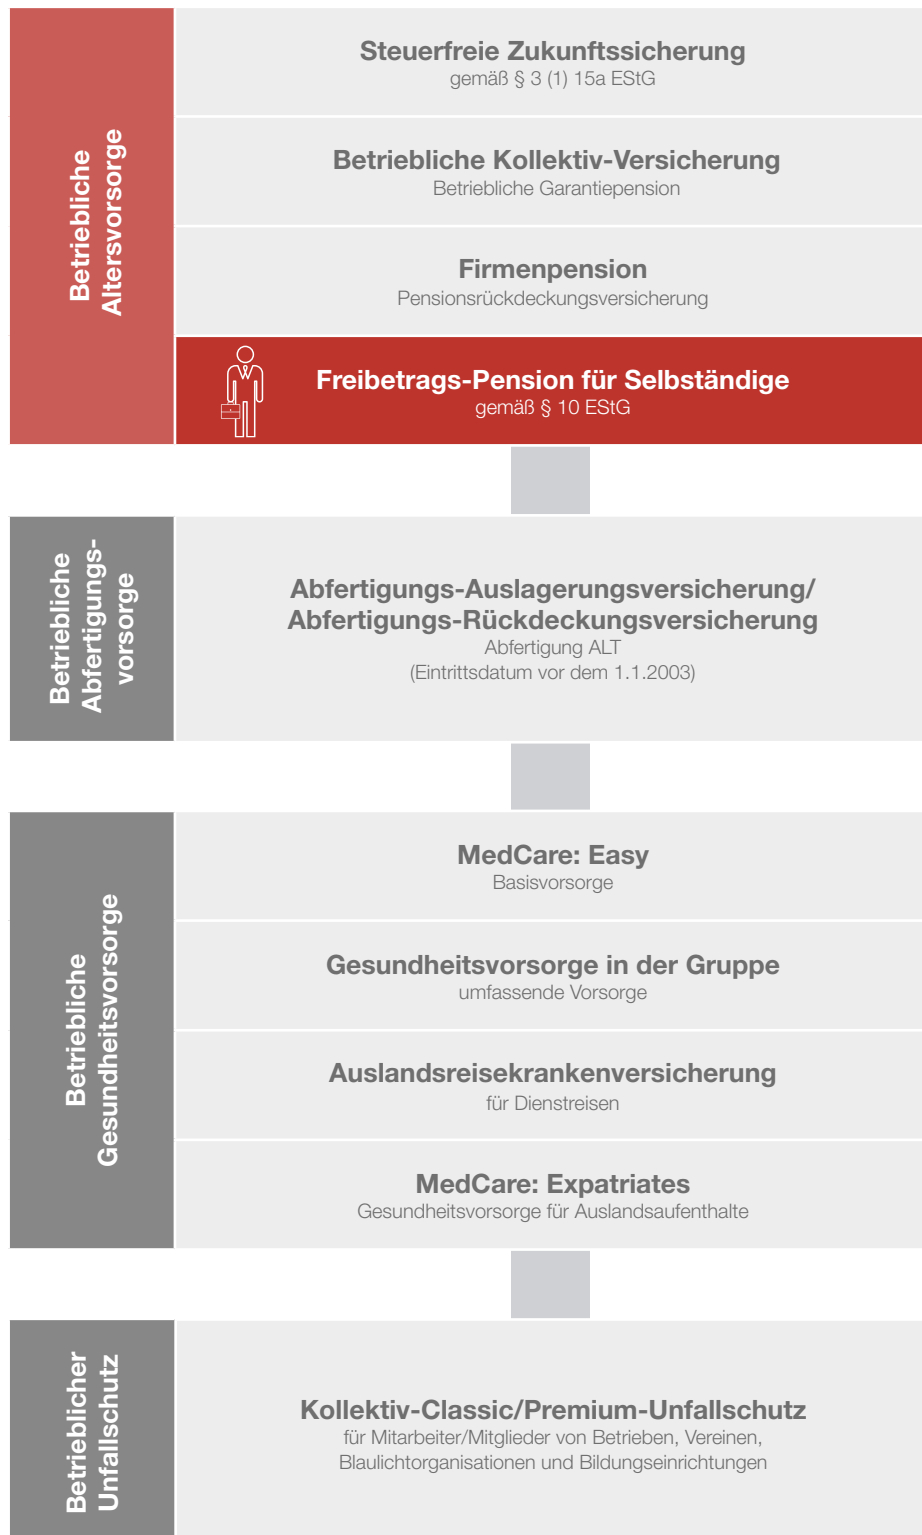 Betriebliche
Altersvorsorge
Steuerfreie Zukunftssicherung
gemäß § 3 (1) 15a EStG
Betriebliche Kollektiv-Versicherung
Betriebliche Garantiepension
Firmenpension
Pensionsrückdeckungsversicherung
Freibetrags-Pension für Selbständige
gemäß § 10 EStG
Betriebliche
Abfertigungs-
vorsorge
Abfertigungs-Auslagerungsversicherung/
Abfertigungs-Rückdeckungsversicherung
Abfertigung ALT
(Eintrittsdatum vor dem 1.1.2003)
Betriebliche
Gesundheitsvorsorge
MedCare: Easy
Basisvorsorge
Gesundheitsvorsorge in der Gruppe
umfassende Vorsorge
Auslandsreisekrankenversicherung
für Dienstreisen
MedCare: Expatriates
Gesundheitsvorsorge für Auslandsaufenthalte
Betrieblicher
Unfallschutz
Kollektiv-Classic/Premium-Unfallschutz
für Mitarbeiter/Mitglieder von Betrieben, Vereinen,
Blaulichtorganisationen und Bildungseinrichtungen